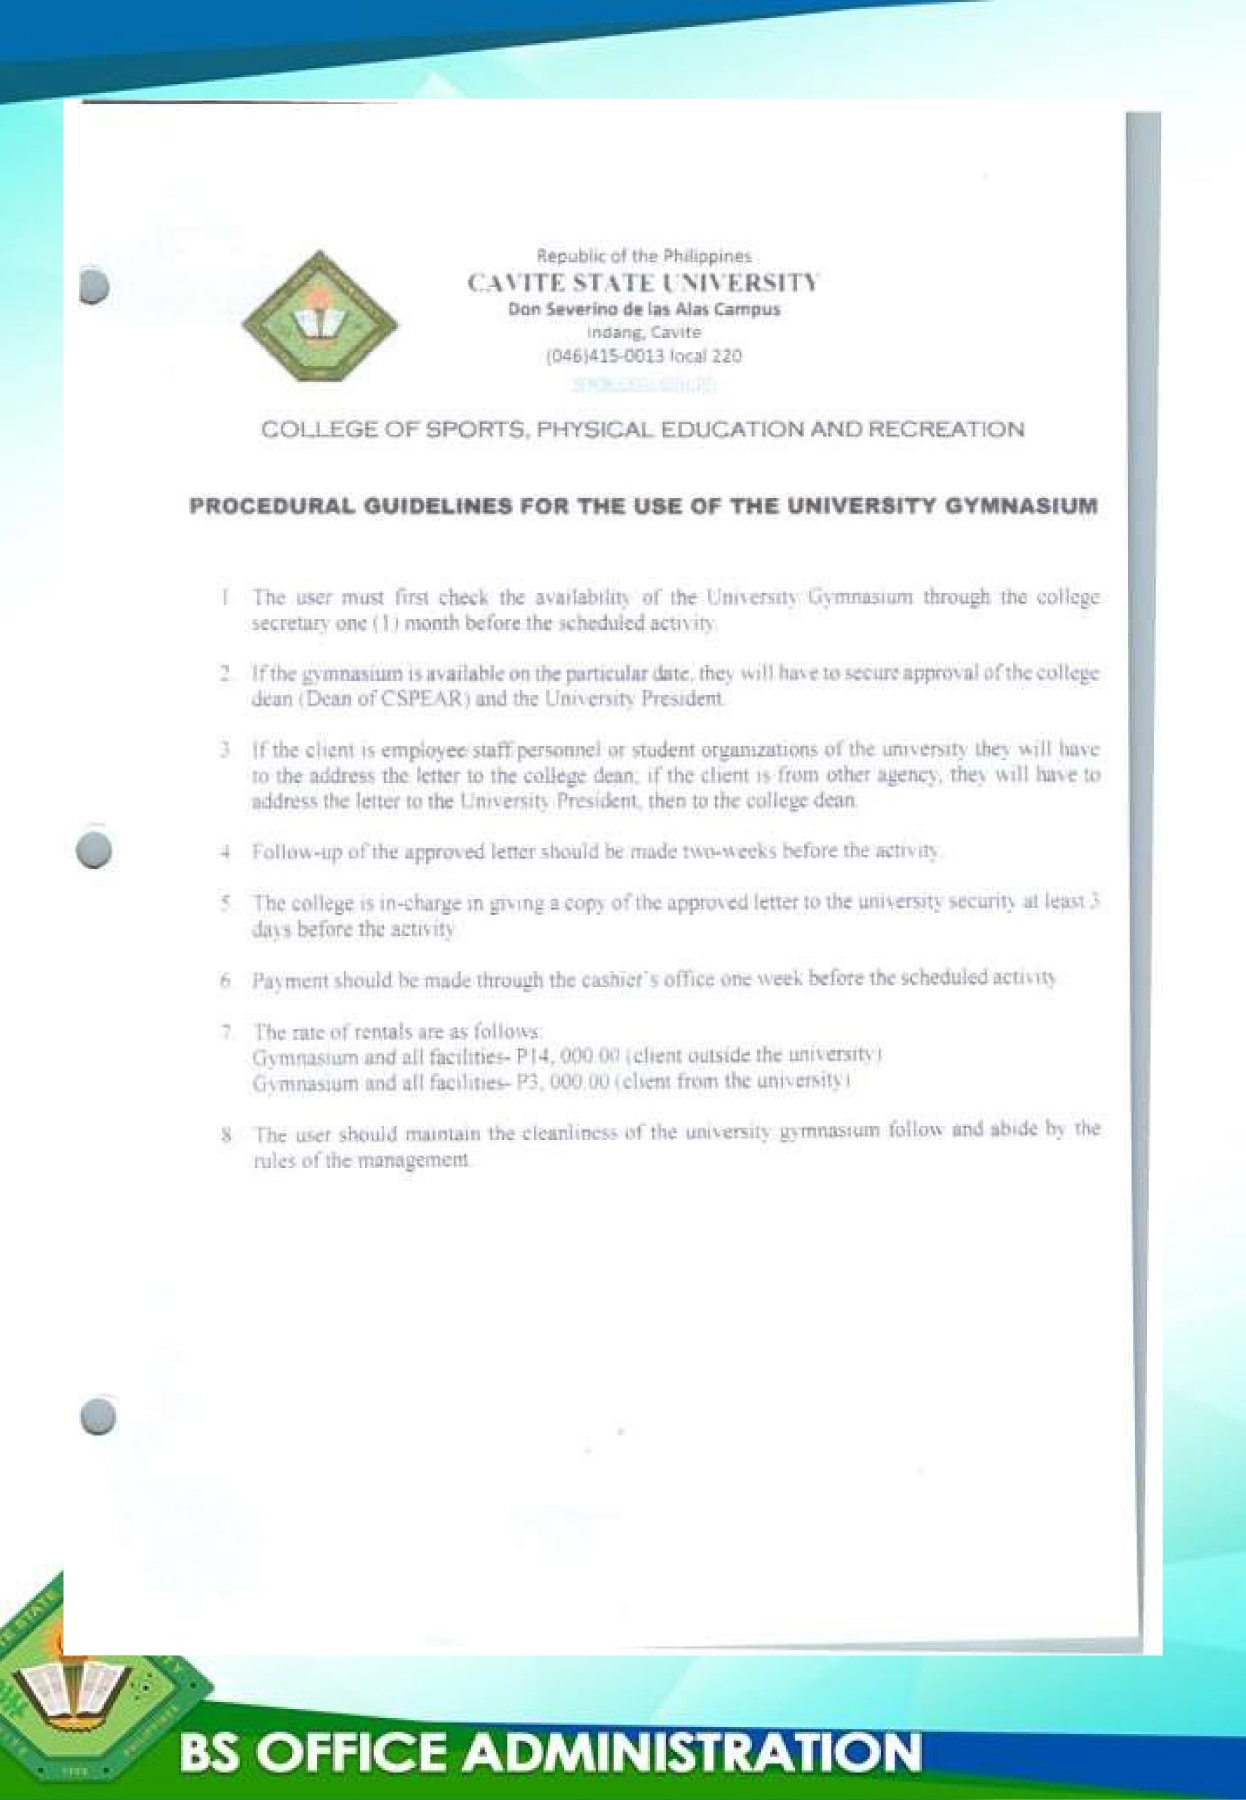 Republic of the Philippines
CAVITE STATE UNIVERSITY
Don Severino de las Alas Campus
Indang, Cavite
(046)415-0013 local 220
COLLEGE OF SPORTS, PHYSICAL EDUCATION AND RECREATION
PROCEDURAL GUIDELINES FOR THE USE OF THE UNIVERSITY GYMNASIUM
1 The user must first check the availability of the University Gymnasium through the college
secretary one (1) month before the scheduled activity.
2. If the gymnasium is available on the particular date, they will have to secure approval of the college
dean (Dean of CSPEAR) and the University President.
3 If the client is employee staff personnel or student organizations of the university they will have
to the address the letter to the college dean; if the client is from other agency, they will have to
address the letter to the University President, then to the college dean.
4 Follow-up of the approved letter should be made two-weeks before the activity.
5. The college is in-charge in giving a copy of the approved letter to the university security at least 3
days before the activity
6 Payment should be made through the cashier's office one week before the scheduled activity.
7. The rate of rentals are as follows:
Gymnasium and all facilities- P14, 000.00 (client outside the university)
Gymnasium and all facilities- P3, 000.00 (client from the university)
8 The user should maintain the cleanliness of the university gymnasium follow and abide by the
rules of the management.
BS OFFICE ADMINISTRATION